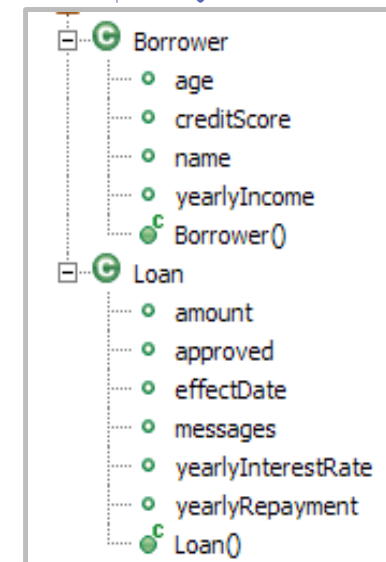 C Borrower
age
creditScore
name
yearlyIncome
C Borrower()
C Loan
amount
approved
effectDate
messages
yearlyInterestRate
yearlyRepayment
C Loan()